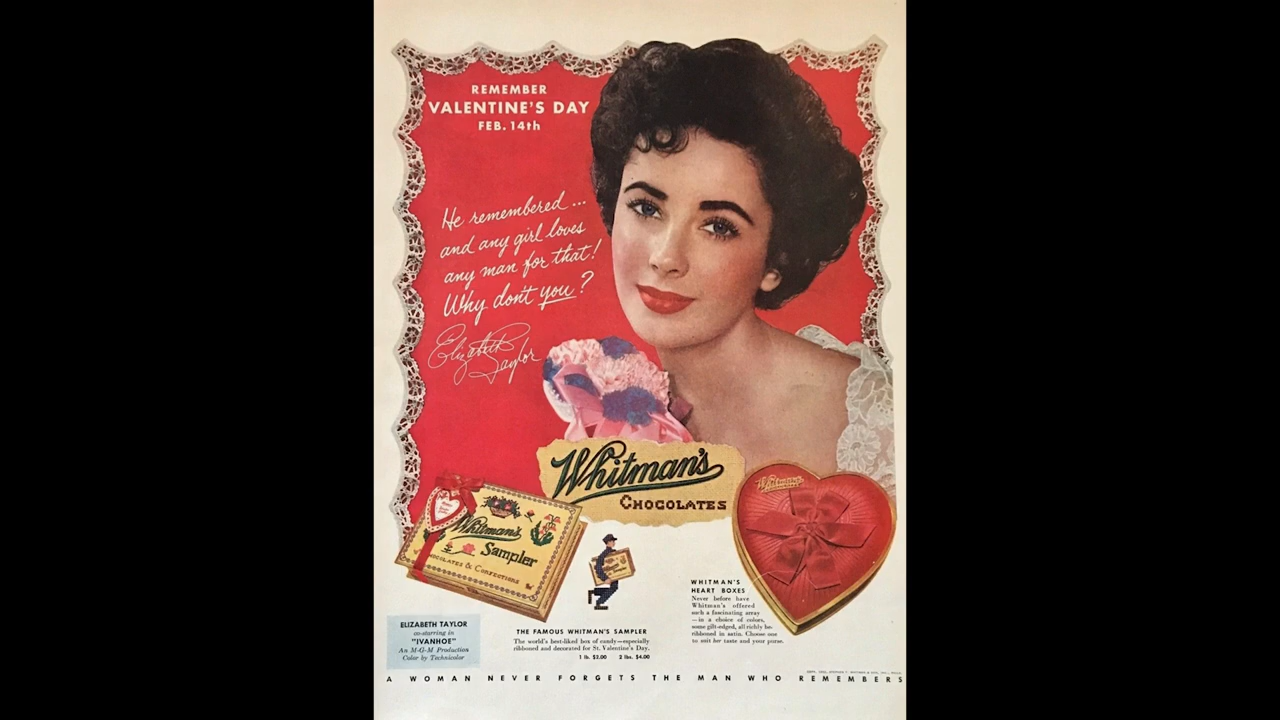 REMEMBER
VALENTINE'S DAY
FEB. 14th
He remembered...
and any girl loves
any man for that!
Why don't you?
Elizabeth
Taylor
Whitman's
CHOCOLATES
Whitman's
Whitman's
Sampler
CHOCOLATES & CONFECTIONS
WHITMAN'S
HEART BOXES
Never before have
Whitman's offered
such a fascinating array
—in a choice of colors,
some gilt-edged, all richly be-
ribboned in satin. Choose one
to suit her taste and your purse.
ELIZABETH TAYLOR
co-starring in
"IVANHOE"
An M-G-M Production
Color by Technicolor
THE FAMOUS WHITMAN'S SAMPLER
The world's best-liked box of candy—especially
ribboned and decorated for St. Valentine's Day.
1 lb. $2.00 2 lbs. $4.00
A WOMAN NEVER FORGETS THE MAN WHO REMEMBERS